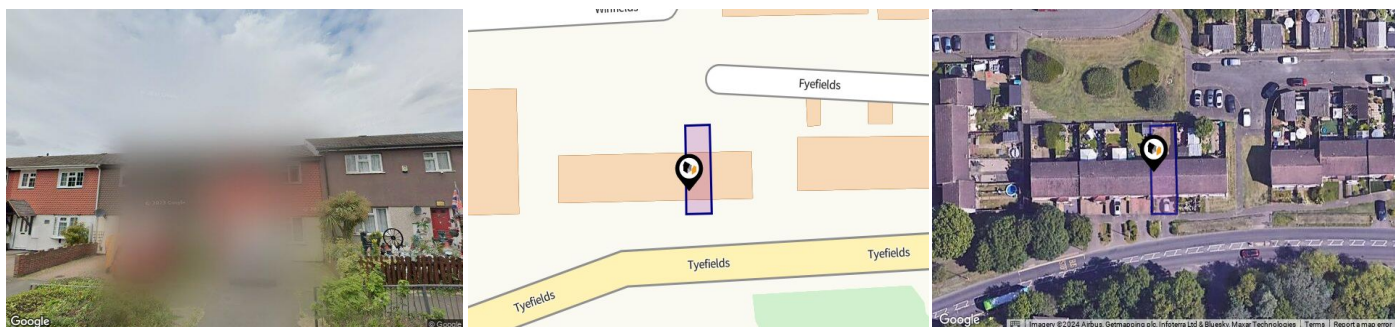 Google
© Google
Winfields
Fyefields
Tyefields
Tyefields
Tyefields
Google
Imagery ©2024 Airbus, Getmapping plc, Infoterra Ltd & Bluesky, Maxar Technologies
Terms
Report a map error